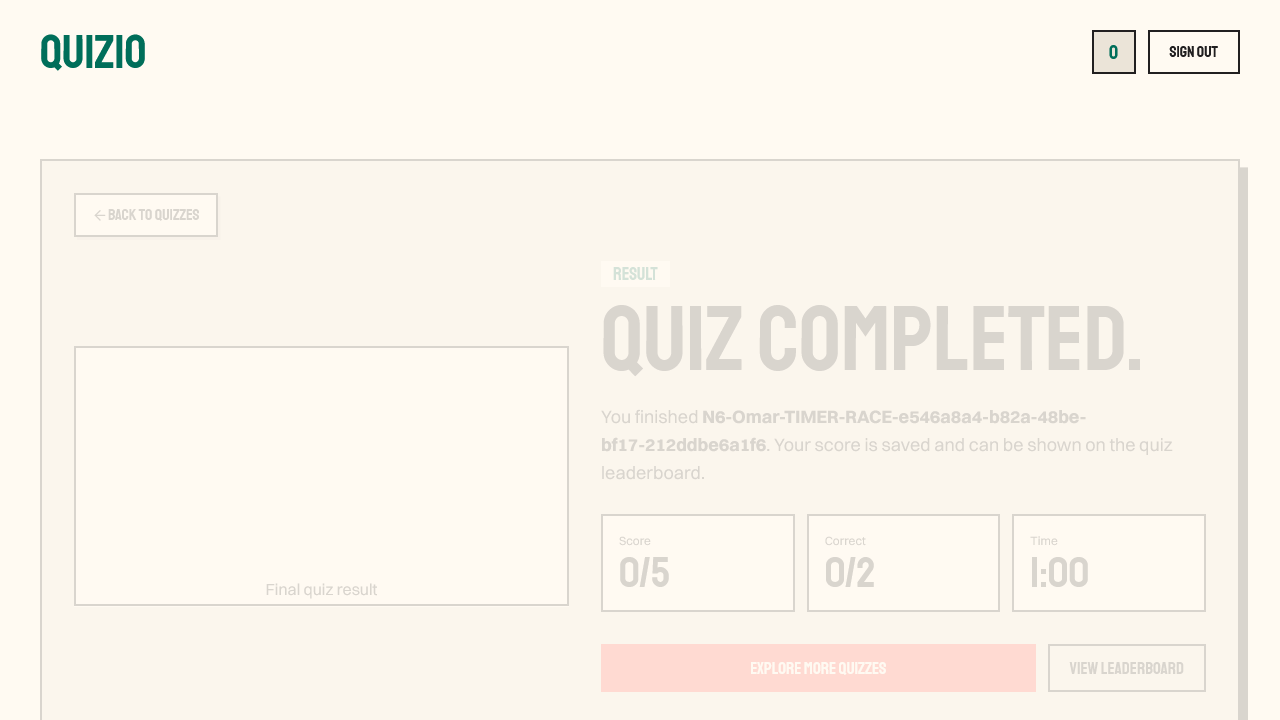 QUIZIO
0
SIGN OUT
← BACK TO QUIZZES
RESULT
QUIZ COMPLETED.
You finished N6-Omar-TIMER-RACE-e546a8a4-b82a-48be-
bf17-212ddbe6a1f6. Your score is saved and can be shown on the quiz
leaderboard.
Final quiz result
Score
0/5
Correct
0/2
Time
1:00
EXPLORE MORE QUIZZES
VIEW LEADERBOARD